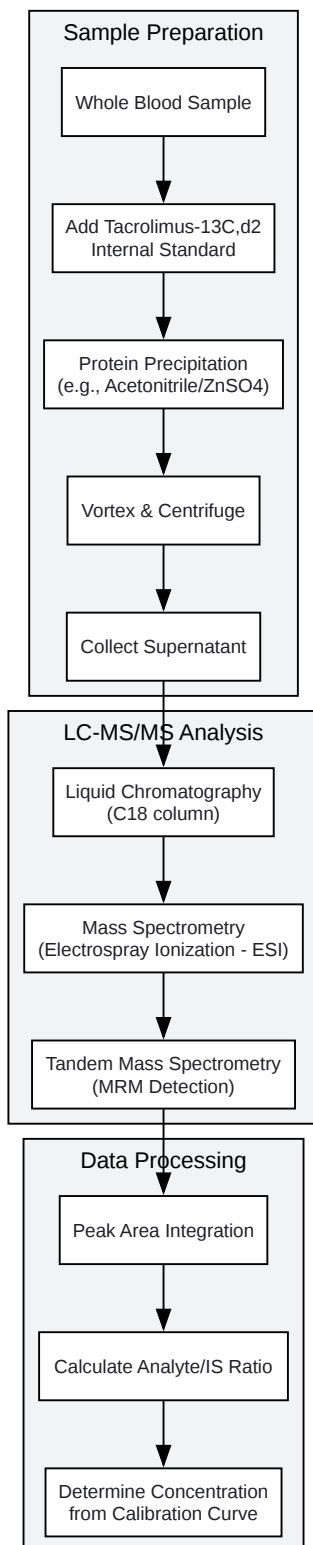 Sample Preparation
Whole Blood Sample
Add Tacrolimus-13C,d2
Internal Standard
Protein Precipitation
(e.g., Acetonitrile/ZnSO4)
Vortex & Centrifuge
Collect Supernatant
LC-MS/MS Analysis
Liquid Chromatography
(C18 column)
Mass Spectrometry
(Electrospray Ionization - ESI)
Tandem Mass Spectrometry
(MRM Detection)
Data Processing
Peak Area Integration
Calculate Analyte/IS Ratio
Determine Concentration
from Calibration Curve